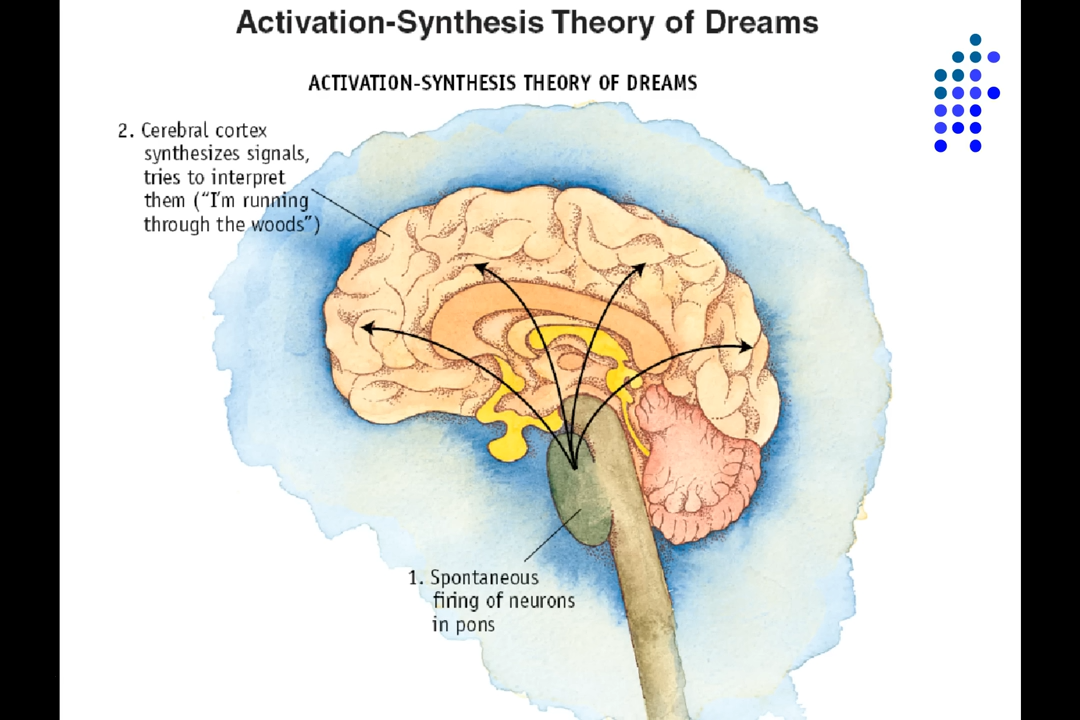 Activation-Synthesis Theory of Dreams
ACTIVATION-SYNTHESIS THEORY OF DREAMS
2. Cerebral cortex
synthesizes signals,
tries to interpret
them (“I’m running
through the woods”)
1. Spontaneous
firing of neurons
in pons